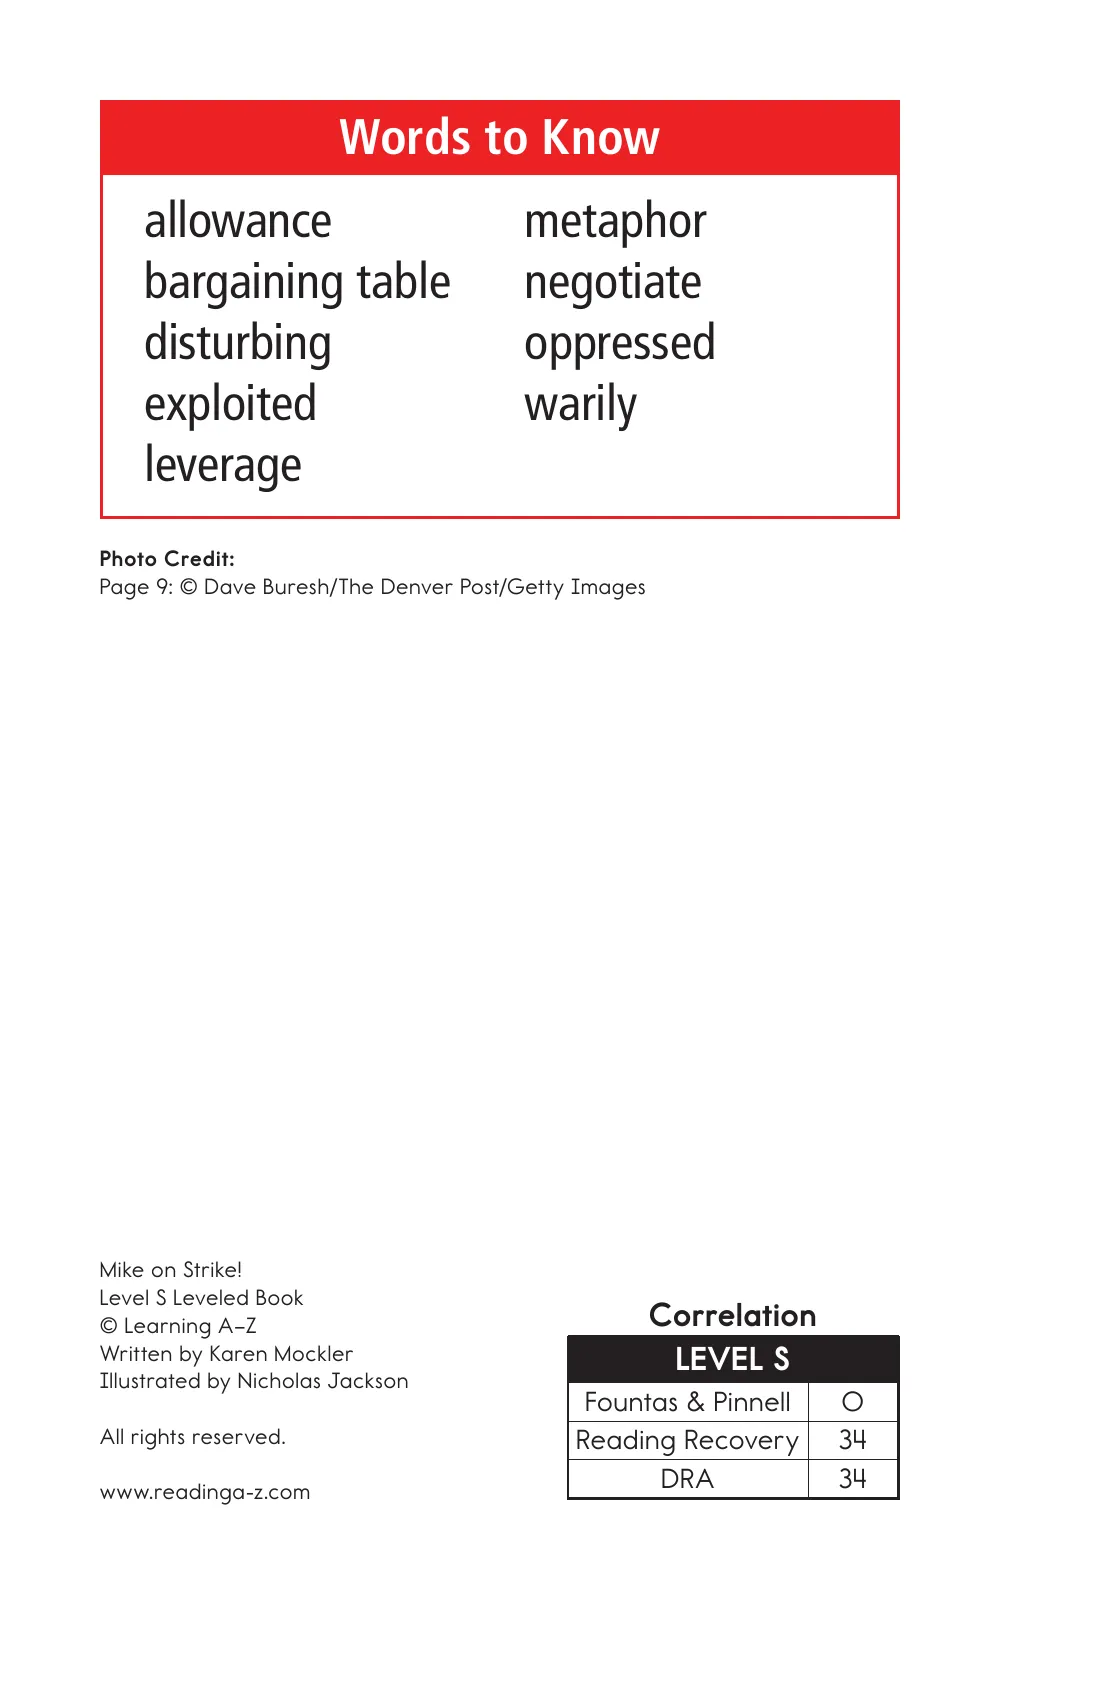 Words to Know
allowance
bargaining table
disturbing
exploited
leverage
metaphor
negotiate
oppressed
warily
Photo Credit:
Page 9: © Dave Buresh/The Denver Post/Getty Images
Mike on Strike!
Level S Leveled Book
© Learning A–Z
Written by Karen Mockler
Illustrated by Nicholas Jackson
All rights reserved.
www.readinga-z.com
Correlation
LEVEL S
Fountas & Pinnell O
Reading Recovery 34
DRA 34